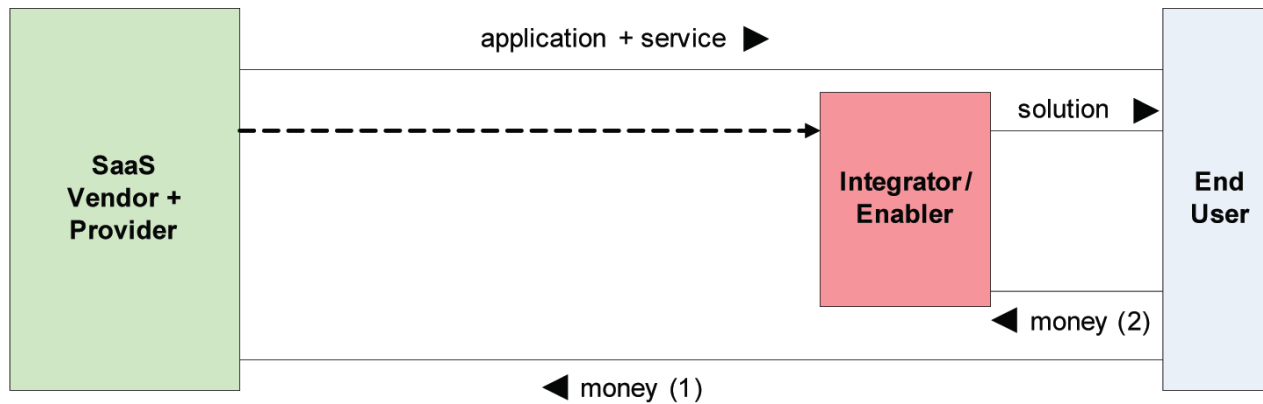 application + service
solution
SaaS
Vendor +
Provider
Integrator/
Enabler
End
User
money (2)
money (1)